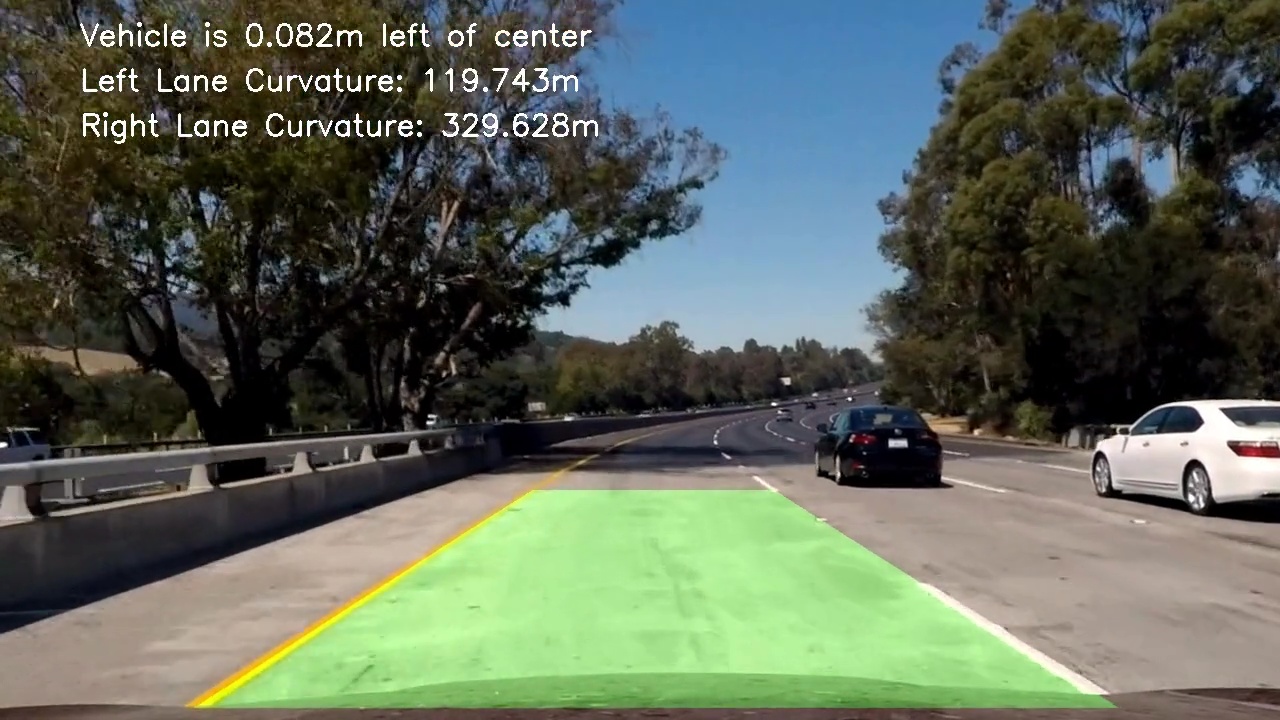 Vehicle is 0.082m left of center
Left Lane Curvature: 119.743m
Right Lane Curvature: 329.628m